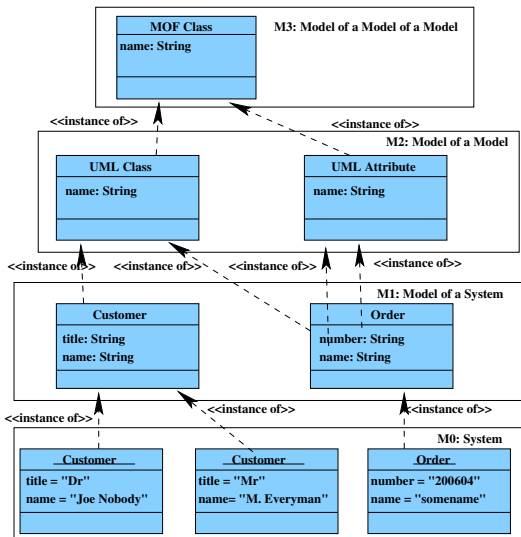 MOF Class
M3: Model of a Model of a Model
name: String
<<instance of>>
<<instance of>>
M2: Model of a Model
UML Class
UML Attribute
name: String
name: String
<<instance of>>
<<instance of>>
<<instance of>>
<<instance of>>
M1: Model of a System
Customer
Order
title: String
name: String
number: String
name: String
<<instance of>>
<<instance of>>
<<instance of>>
M0: System
Customer
title = "Dr"
name = "Joe Nobody"
Customer
title = "Mr"
name= "M. Everyman"
Order
number = "200604"
name = "somename"